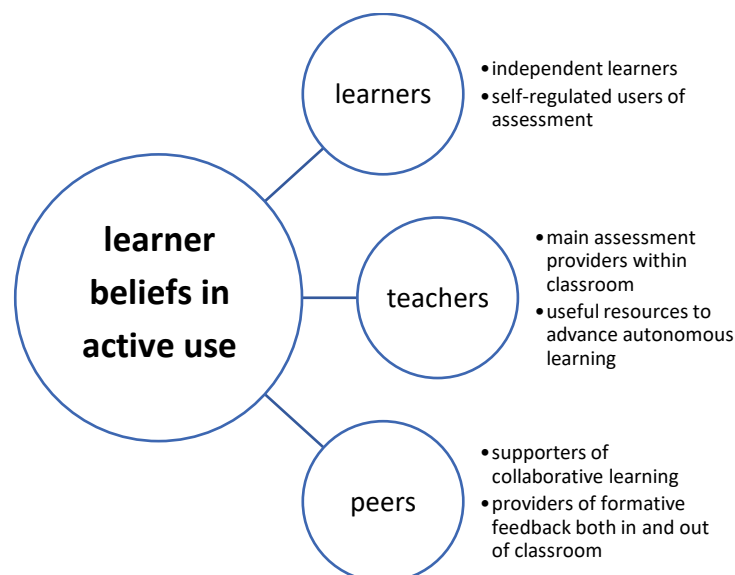 learner
beliefs in
active use
learners
•independent learners
•self-regulated users of
assessment
teachers
•main assessment
providers within
classroom
•useful resources to
advance autonomous
learning
peers
•supporters of
collaborative learning
•providers of formative
feedback both in and out
of classroom